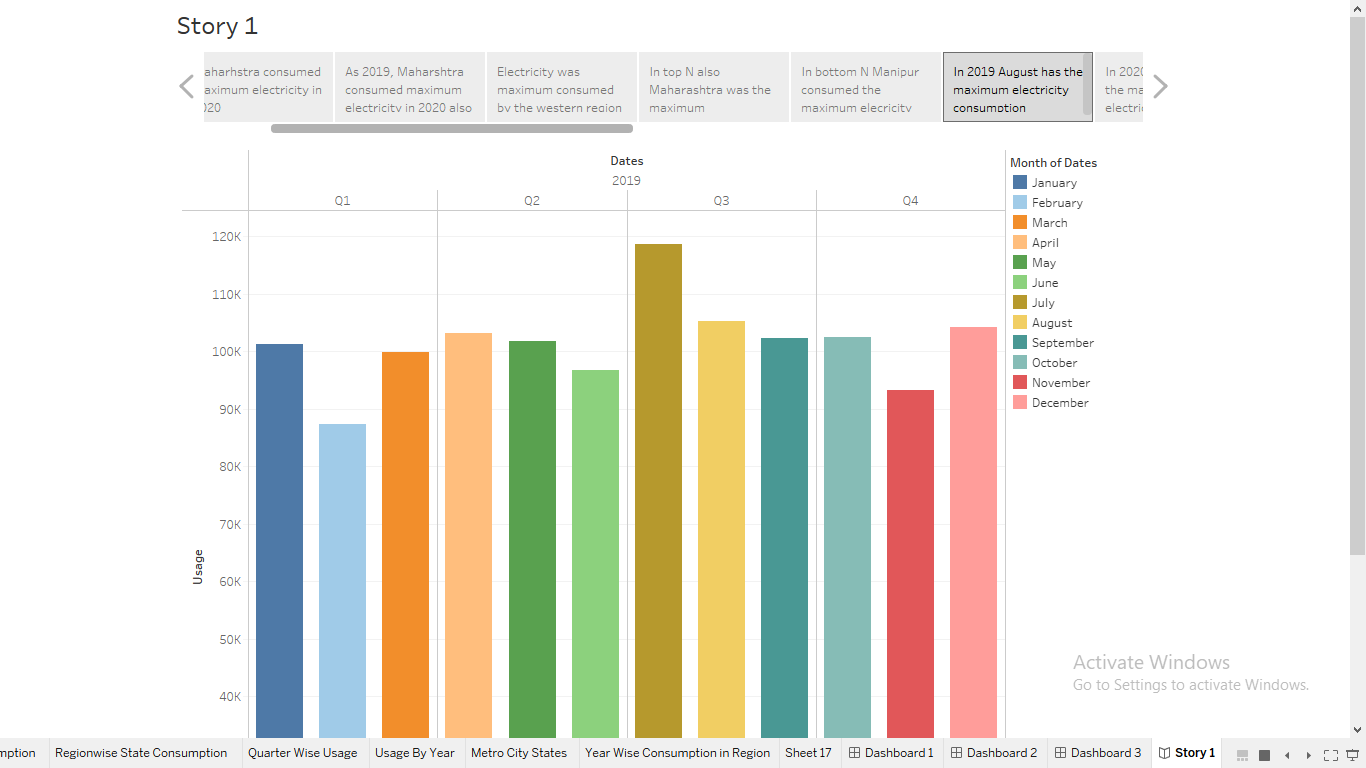 Story 1
aharhstra consumed
aximum electricity in
020
As 2019, Maharshtra
consumed maximum
electricity in 2020 also
Electricity was
maximum consumed
by the western region
In top N also
Maharashtra was the
maximum
In bottom N Manipur
consumed the
maximum elecricity
In 2019 August has the
maximum electricity
consumption
In 2020
the ma
electric
Dates
2019
Q1 Q2 Q3 Q4
120K
110K
100K
90K
80K
70K
60K
50K
40K
Usage
Month of Dates
January
February
March
April
May
June
July
August
September
October
November
December
Activate Windows
Go to Settings to activate Windows.
mption Regionwise State Consumption Quarter Wise Usage Usage By Year Metro City States Year Wise Consumption in Region Sheet 17 Dashboard 1 Dashboard 2 Dashboard 3 Story 1